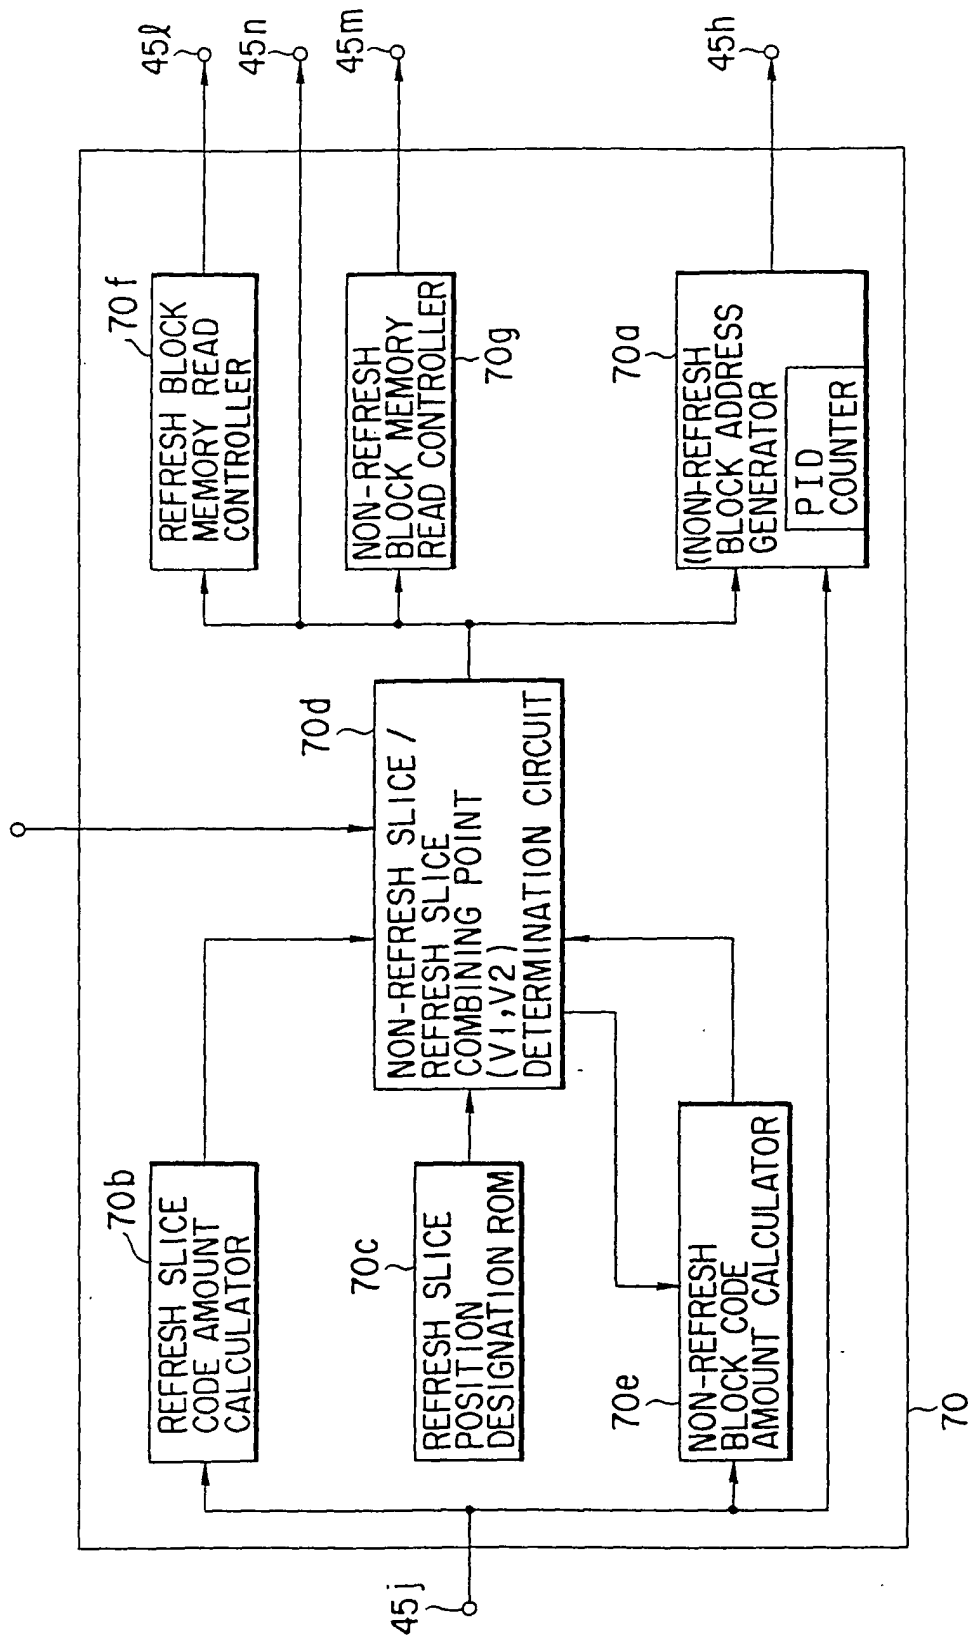 45j
70b
REFRESH SLICE
CODE AMOUNT
CALCULATOR
70c
REFRESH SLICE
POSITION
DESIGNATION ROM
70e
NON-REFRESH
BLOCK CODE
AMOUNT CALCULATOR
70d
NON-REFRESH SLICE/
REFRESH SLICE
COMBINING POINT
(V1,V2)
DETERMINATION CIRCUIT
70f
REFRESH BLOCK
MEMORY READ
CONTROLLER
NON-REFRESH
BLOCK MEMORY
READ CONTROLLER
70g
70a
(NON)-REFRESH
BLOCK ADDRESS
GENERATOR
PID
COUNTER
45l
45n
45m
45h
70